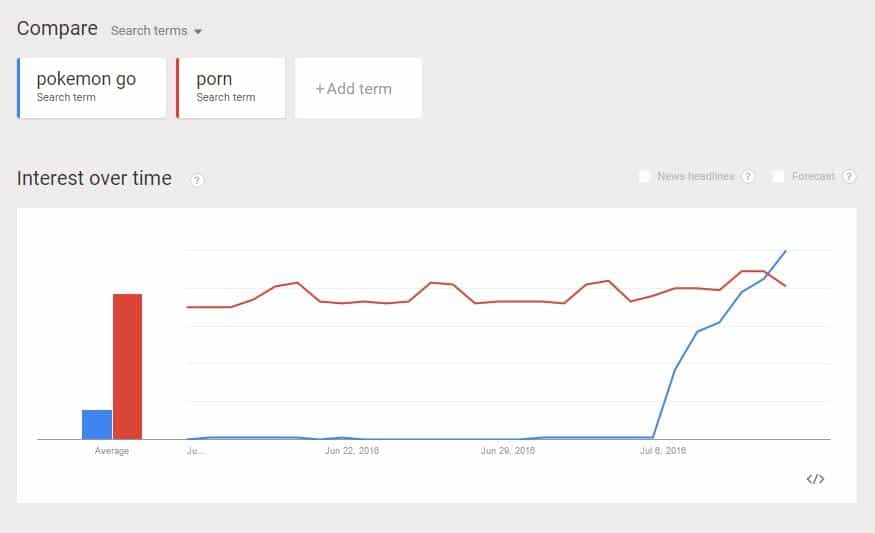 Compare Search terms
pokemon go
Search term
porn
Search term
+ Add term
Interest over time ?
News headlines ?
Forecast ?
Average
Ju...
Jun 22, 2016
Jun 29, 2016
Jul 6, 2016
</>